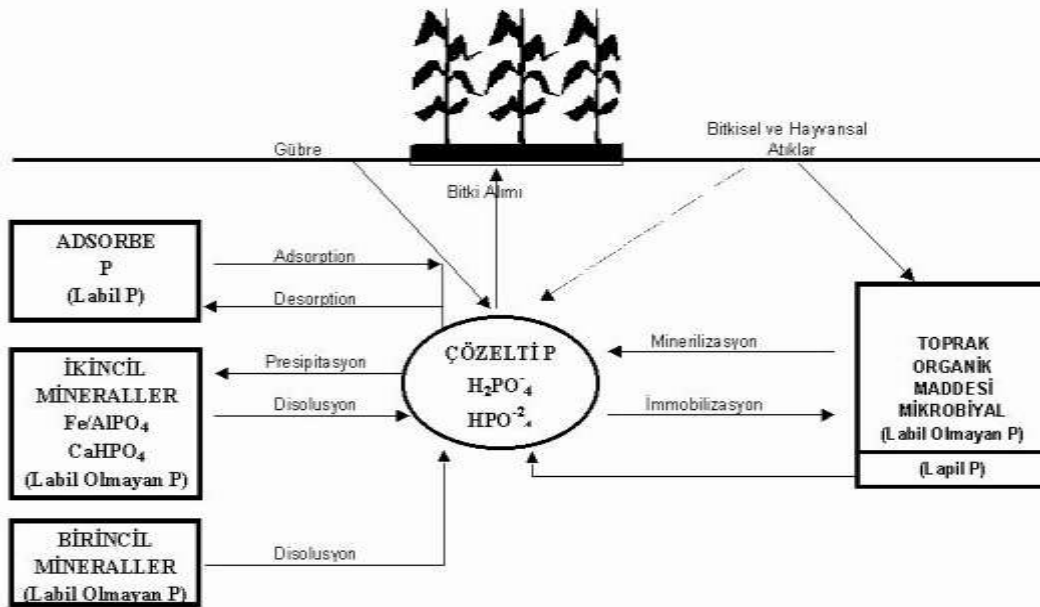 Gübre
Bitki Alımı
Bitkisel ve Hayvansal
Atıklar
ADSORBE
P
(Labil P)
Adsorption
Desorption
İKİNCİL
MİNERALLER
Fe/AlPO₄
CaHPO₄
(Labil Olmayan P)
Presipitasyon
Disolusyon
BİRİNCİL
MİNERALLER
(Labil Olmayan P)
Disolusyon
ÇÖZELTİ P
H₂PO⁻₄
HPO⁻²₄
Minerilizasyon
İmmobilizasyon
TOPRAK
ORGANİK
MADDESİ
MİKROBİYAL
(Labil Olmayan P)
(Lapil P)